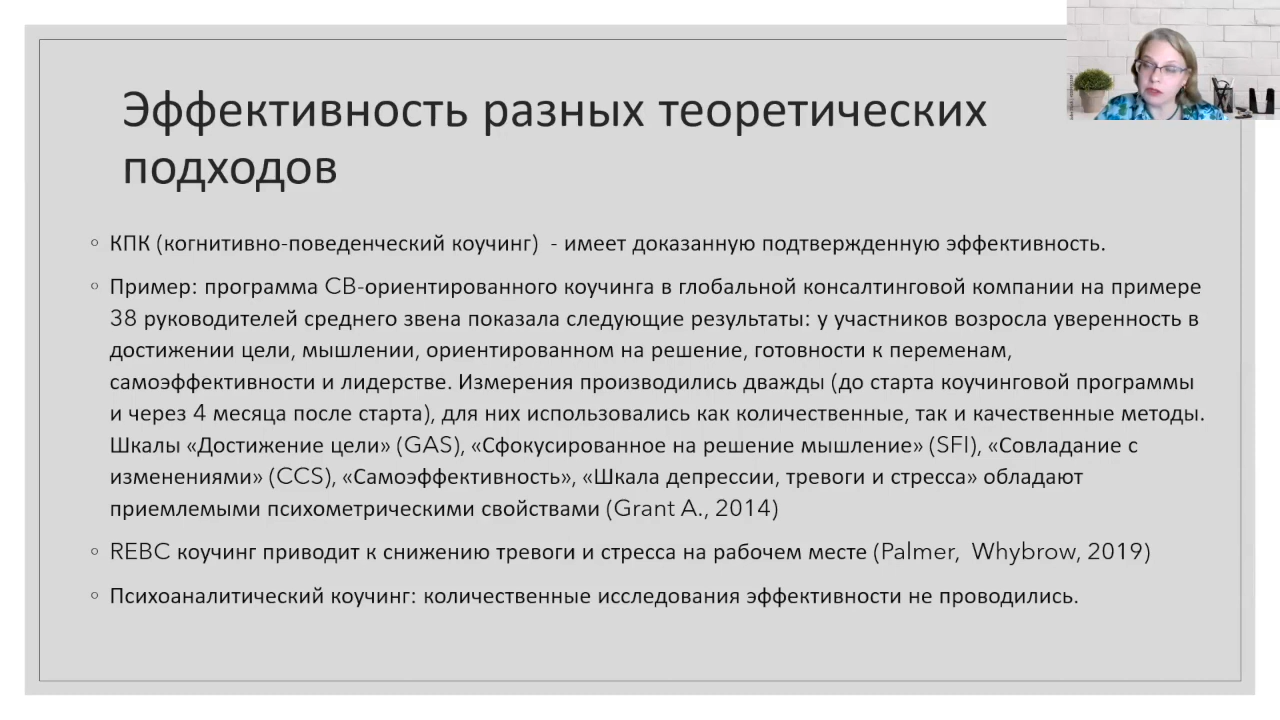 Эффективность разных теоретических
подходов
◦ КПК (когнитивно-поведенческий коучинг)  - имеет доказанную подтвержденную эффективность.
◦ Пример: программа СВ-ориентированного коучинга в глобальной консалтинговой компании на примере
38 руководителей среднего звена показала следующие результаты: у участников возросла уверенность в
достижении цели, мышлении, ориентированном на решение, готовности к переменам,
самоэффективности и лидерстве. Измерения производились дважды (до старта коучинговой программы
и через 4 месяца после старта), для них использовались как количественные, так и качественные методы.
Шкалы «Достижение цели» (GAS), «Сфокусированное на решение мышление» (SFI), «Совладание с
изменениями» (CCS), «Самоэффективность», «Шкала депрессии, тревоги и стресса» обладают
приемлемыми психометрическими свойствами (Grant A., 2014)
◦ REBC коучинг приводит к снижению тревоги и стресса на рабочем месте (Palmer,  Whybrow, 2019)
◦ Психоаналитический коучинг: количественные исследования эффективности не проводились.